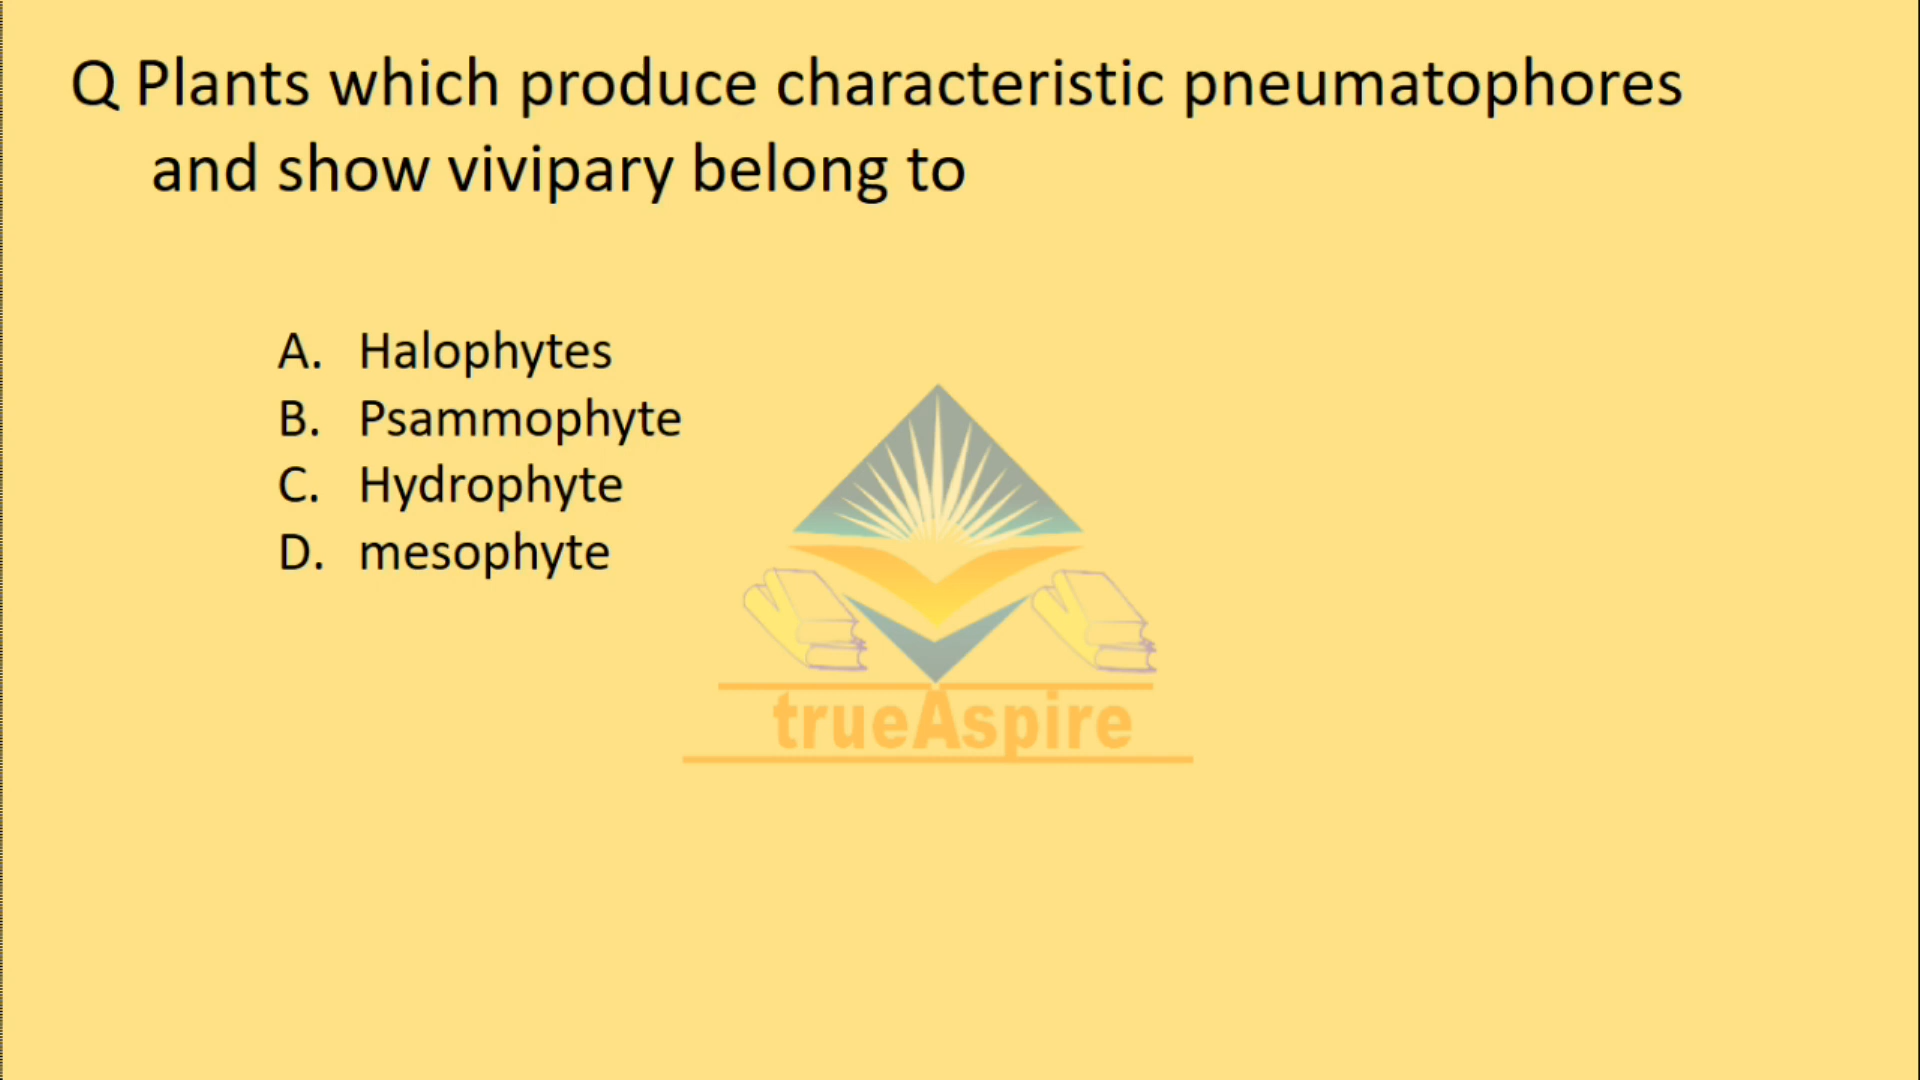 Q Plants which produce characteristic pneumatophores
and show vivipary belong to
A. Halophytes
B. Psammophyte
C. Hydrophyte
D. mesophyte
trueAspire